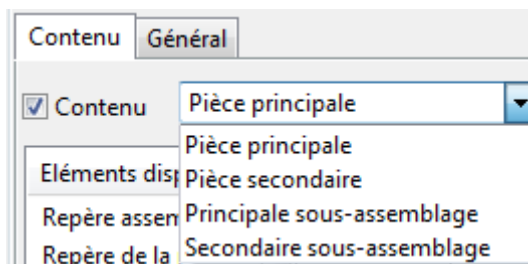 Contenu Général
Contenu Pièce principale
Pièce principale
Pièce secondaire
Eléments
Principale sous-assemblage
Repère
Secondaire sous-assemblage
Repère de la